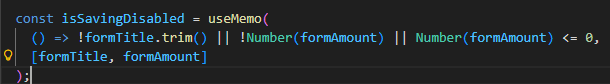 const isSavingDisabled = useMemo(
() => !formTitle.trim() || !Number(formAmount) || Number(formAmount) <= 0,
[formTitle, formAmount]
);